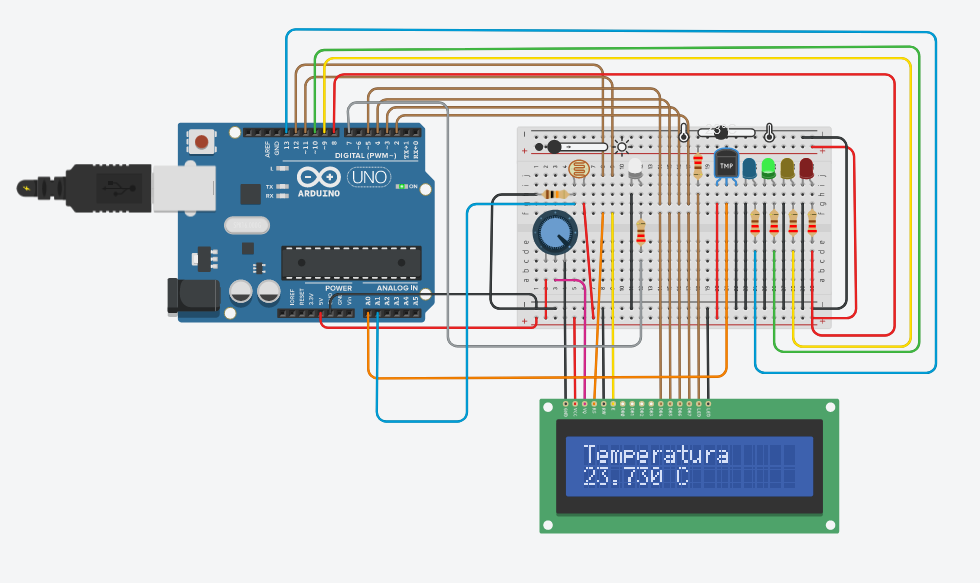 AREF
GND
13
12
~11
~10
~9
8
7
~6
~5
4
~3
2
TX→1
RX←0
DIGITAL (PWM~)
L
TX
RX
UNO
ARDUINO
ON
IOREF
RESET
3.3V
5V
GND
Vin
POWER
ANALOG IN
A0
A1
A2
A3
A4
A5
TMP
Temperatura
23.730 C